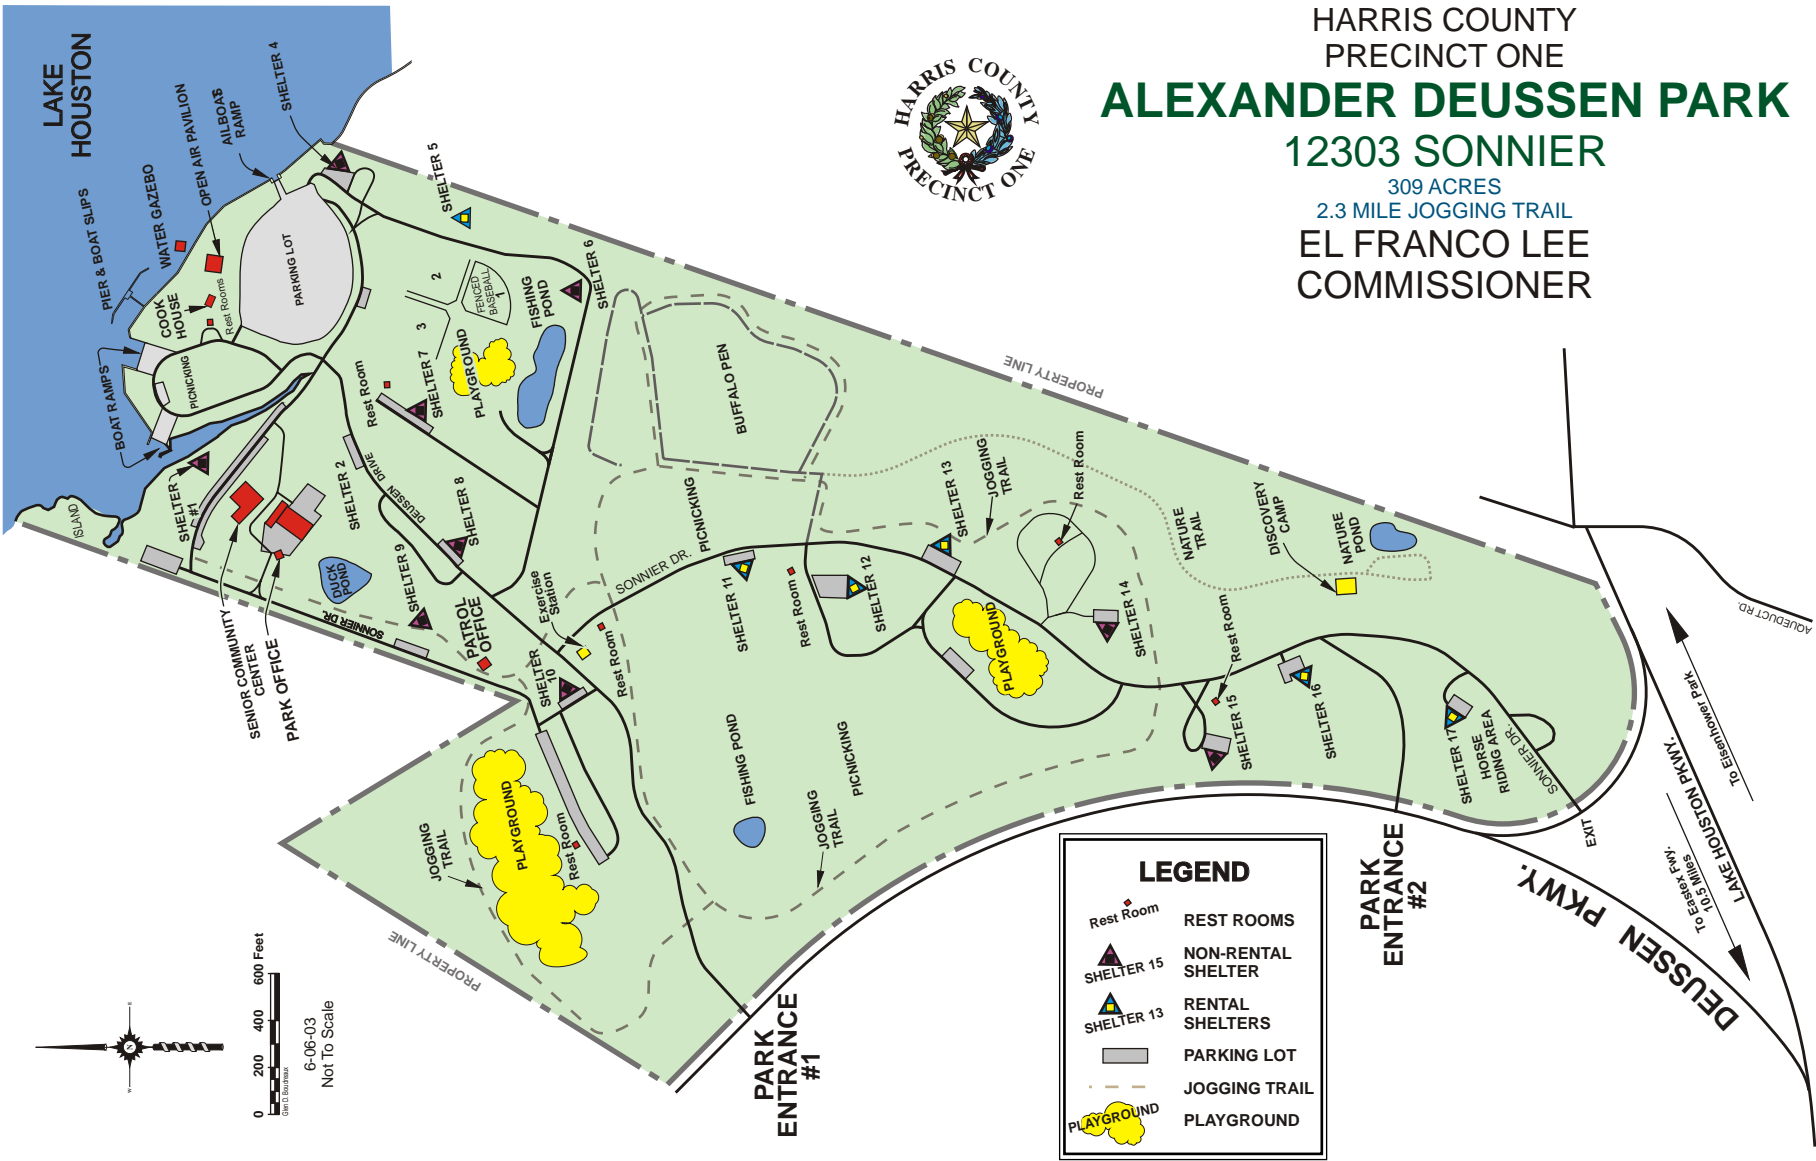 HARRIS COUNTY
PRECINCT ONE
ALEXANDER DEUSSEN PARK
12303 SONNIER
309 ACRES
2.3 MILE JOGGING TRAIL
EL FRANCO LEE
COMMISSIONER
HARRIS COUNTY
PRECINCT ONE
LAKE
HOUSTON
SHELTER 4
AILBOAS
RAMP
OPEN AIR PAVILION
WATER GAZEBO
PIER & BOAT SLIPS
COOK
HOUSE
Rest Rooms
PARKING LOT
BOAT RAMPS
PICNICKING
SHELTER 5
SHELTER 6
2
FENCED
BASEBALL
1
3
FISHING
POND
PLAYGROUND
SHELTER 7
Rest Room
ISLAND
SHELTER
#1
SHELTER 2
DEUSSEN DRIVE
SHELTER 8
SHELTER 9
DUCK
POND
SONNIER DR.
SENIOR COMMUNITY
CENTER
PARK OFFICE
PATROL
OFFICE
Exercise
Station
SHELTER
10
Rest Room
SONNIER DR.
PICNICKING
BUFFALO PEN
PROPERTY LINE
SHELTER 11
Rest Room
SHELTER 12
SHELTER 13
JOGGING
TRAIL
Rest Room
SHELTER 14
PLAYGROUND
NATURE
TRAIL
DISCOVERY
CAMP
NATURE
POND
Rest Room
SHELTER 15
SHELTER 16
SHELTER 17
HORSE
RIDING AREA
SONNIER DR.
EXIT
FISHING POND
PICNICKING
JOGGING
TRAIL
JOGGING
TRAIL
PLAYGROUND
Rest Room
PROPERTY LINE
PARK
ENTRANCE
#1
PARK
ENTRANCE
#2
DEUSSEN PKWY.
LAKE HOUSTON PKWY.
To Eisenhower Park
To Eastex Fwy.
10.5 Miles
AQUEDUCT RD.
N
E
W
0 200 400 600 Feet
Glen D. Boudreaux
6-06-03
Not To Scale
LEGEND
Rest Room
REST ROOMS
SHELTER 15
NON-RENTAL
SHELTER
SHELTER 13
RENTAL
SHELTERS
PARKING LOT
JOGGING TRAIL
PLAYGROUND
PLAYGROUND